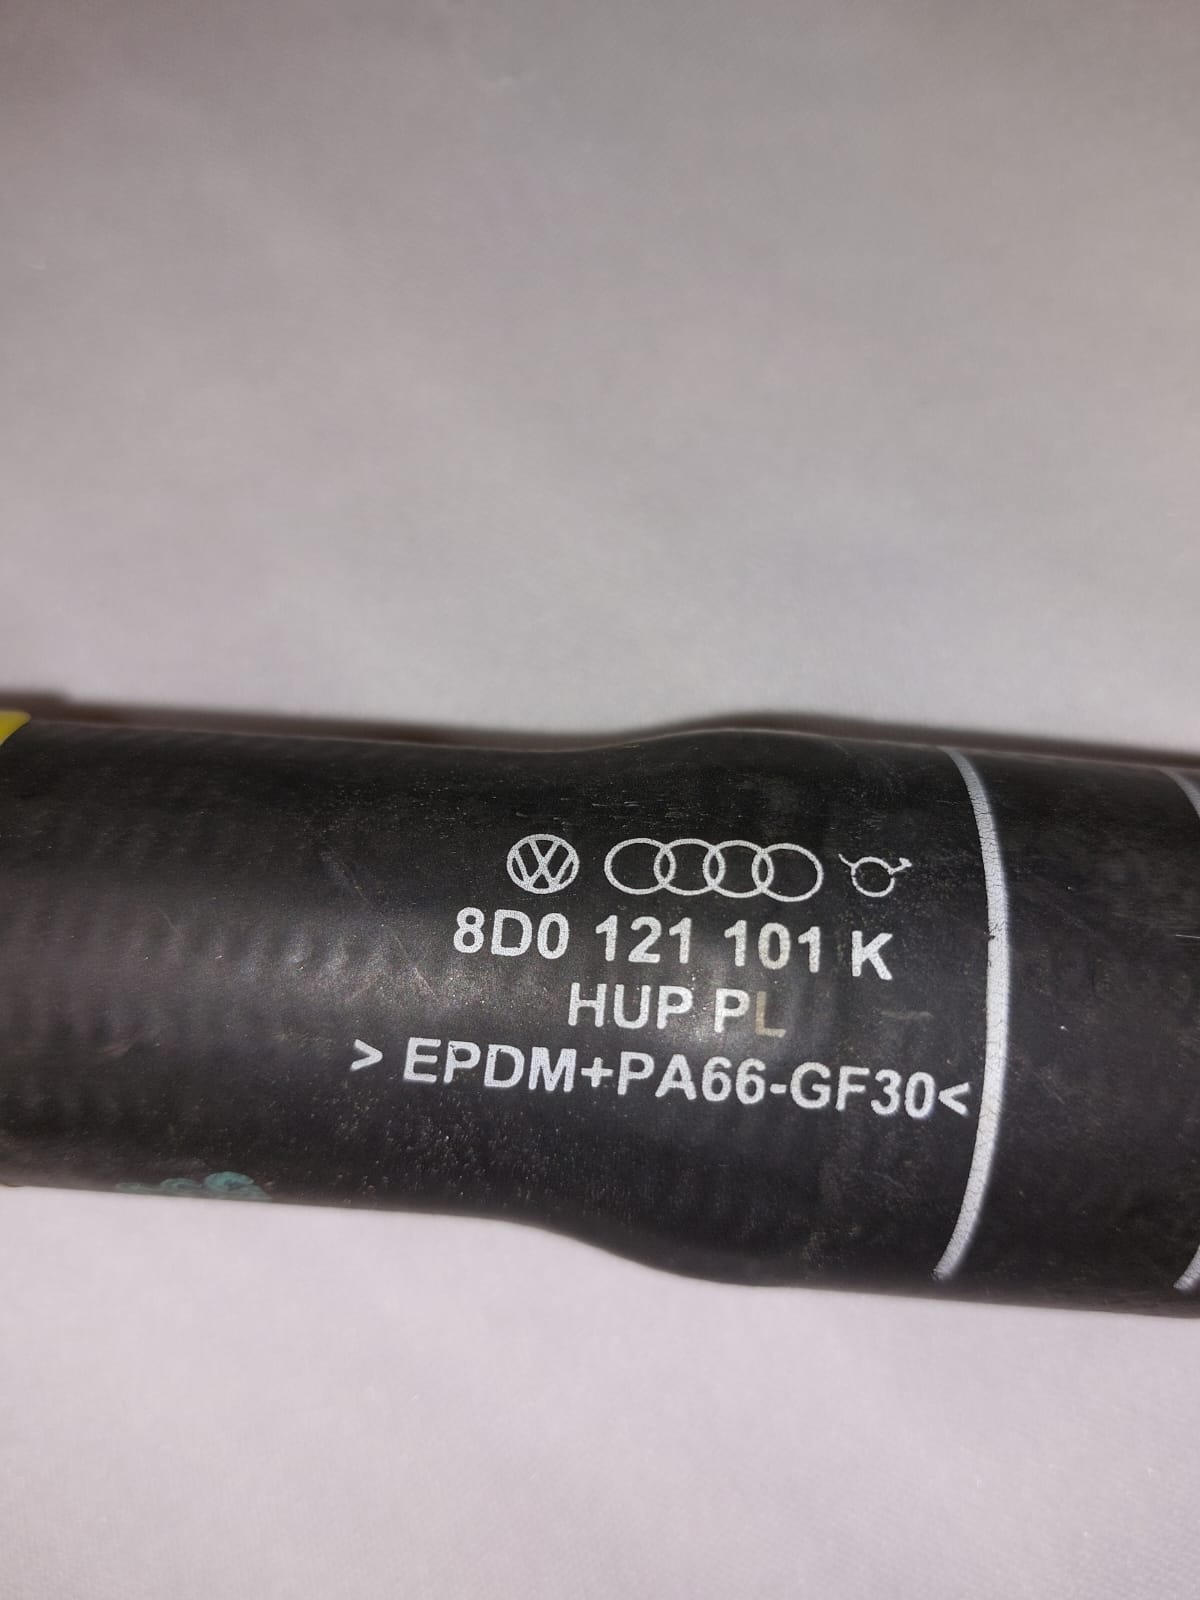 8D0 121 101 K
HUP PL
> EPDM+PA66-GF30<